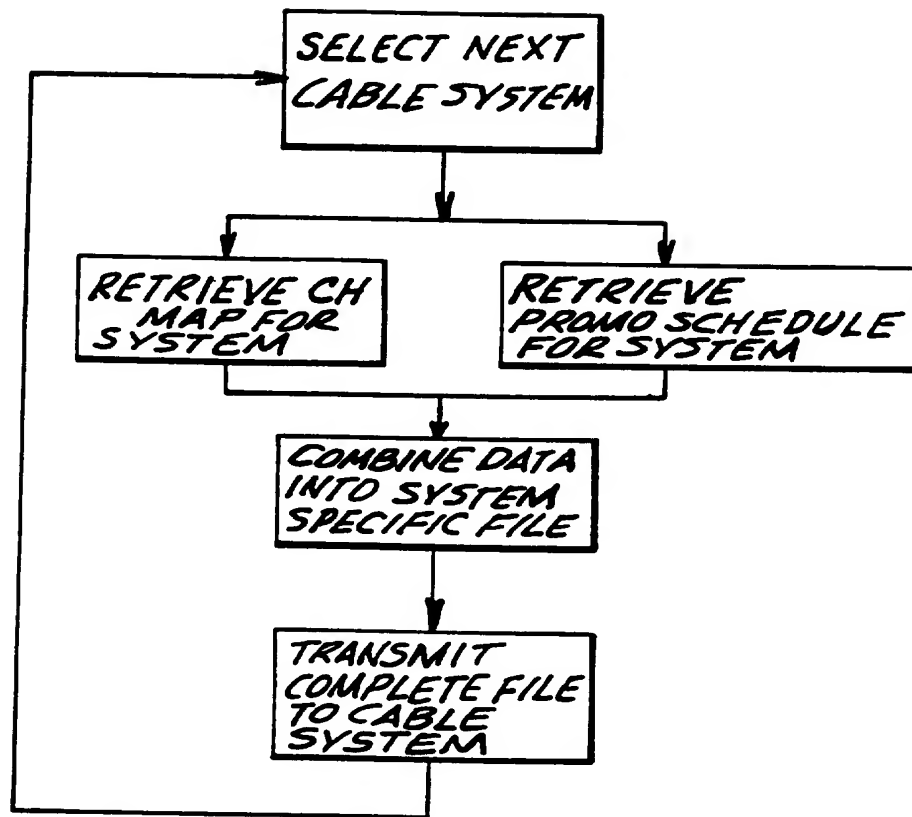 SELECT NEXT
CABLE SYSTEM
RETRIEVE CH
MAP FOR
SYSTEM
RETRIEVE
PROMO SCHEDULE
FOR SYSTEM
COMBINE DATA
INTO SYSTEM
SPECIFIC FILE
TRANSMIT
COMPLETE FILE
TO CABLE
SYSTEM